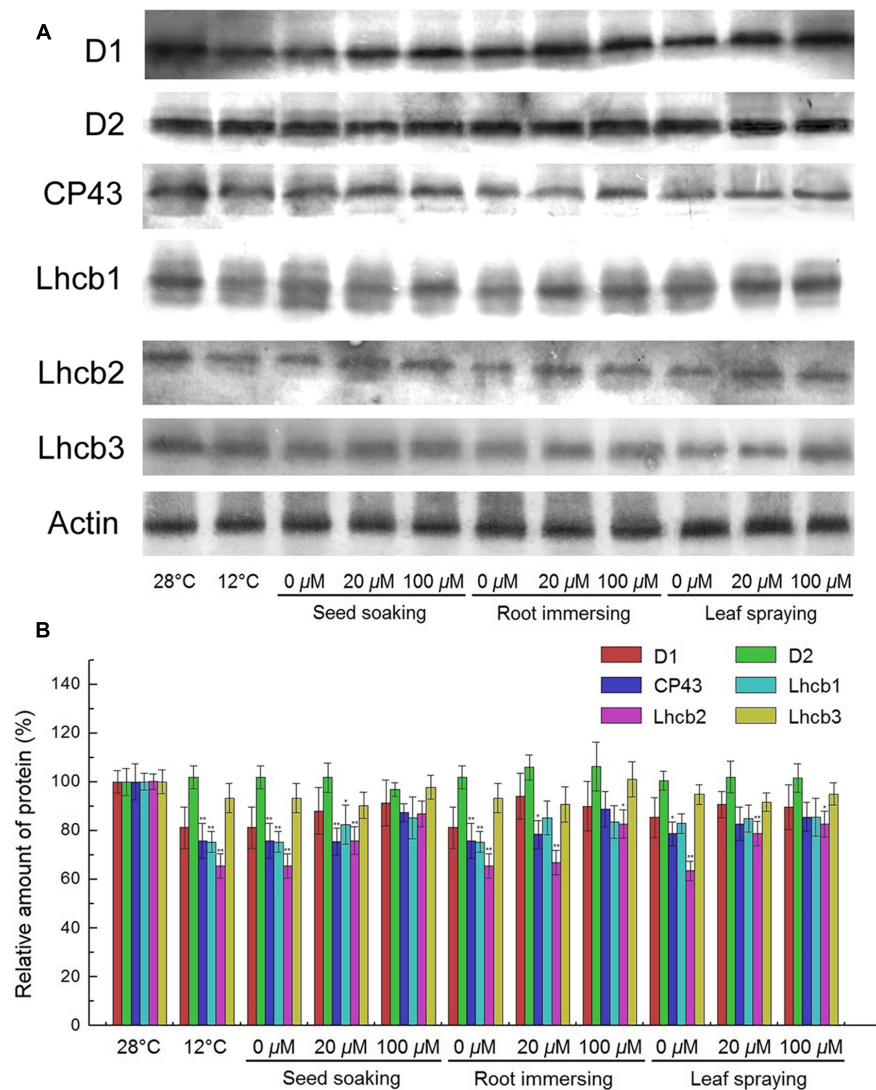 A
D1
D2
CP43
Lhcb1
Lhcb2
Lhcb3
Actin
28°C 12°C 0 µM 20 µM 100 µM 0 µM 20 µM 100 µM 0 µM 20 µM 100 µM
Seed soaking Root immersing Leaf spraying
B
D1 D2
CP43 Lhcb1
Lhcb2 Lhcb3
Relative amount of protein (%)
140
120
100
80
60
40
20
0
** ** ** ** ** ** ** * ** ** ** ** * ** * * ** ** *
28°C 12°C 0 µM 20 µM 100 µM 0 µM 20 µM 100 µM 0 µM 20 µM 100 µM
Seed soaking Root immersing Leaf spraying